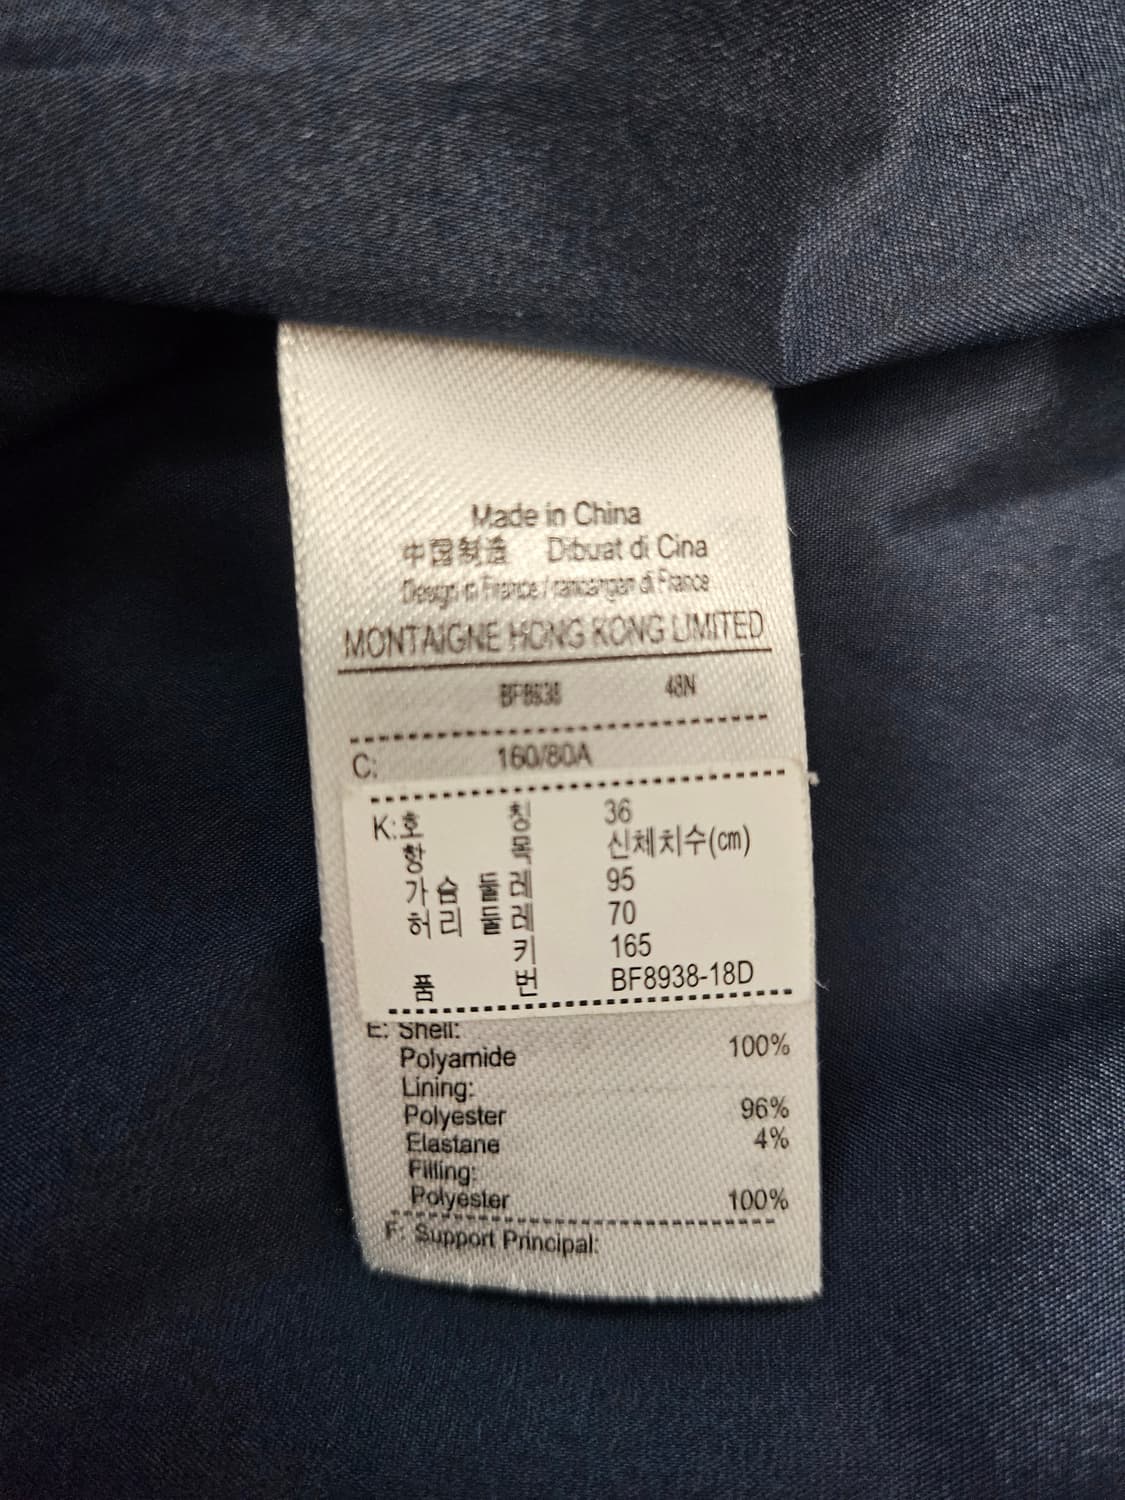 Made in China
中国制造 Dibuat di Cina
Design in France / rancangan di France
MONTAIGNE HONG KONG LIMITED
BF8938 48N
C: 160/80A
K:호 칭 36
항 목 신체치수(cm)
가슴 둘레 95
허리 둘레 70
키 165
품 번 BF8938-18D
E: Shell:
Polyamide 100%
Lining:
Polyester 96%
Elastane 4%
Filling:
Polyester 100%
F: Support Principal: